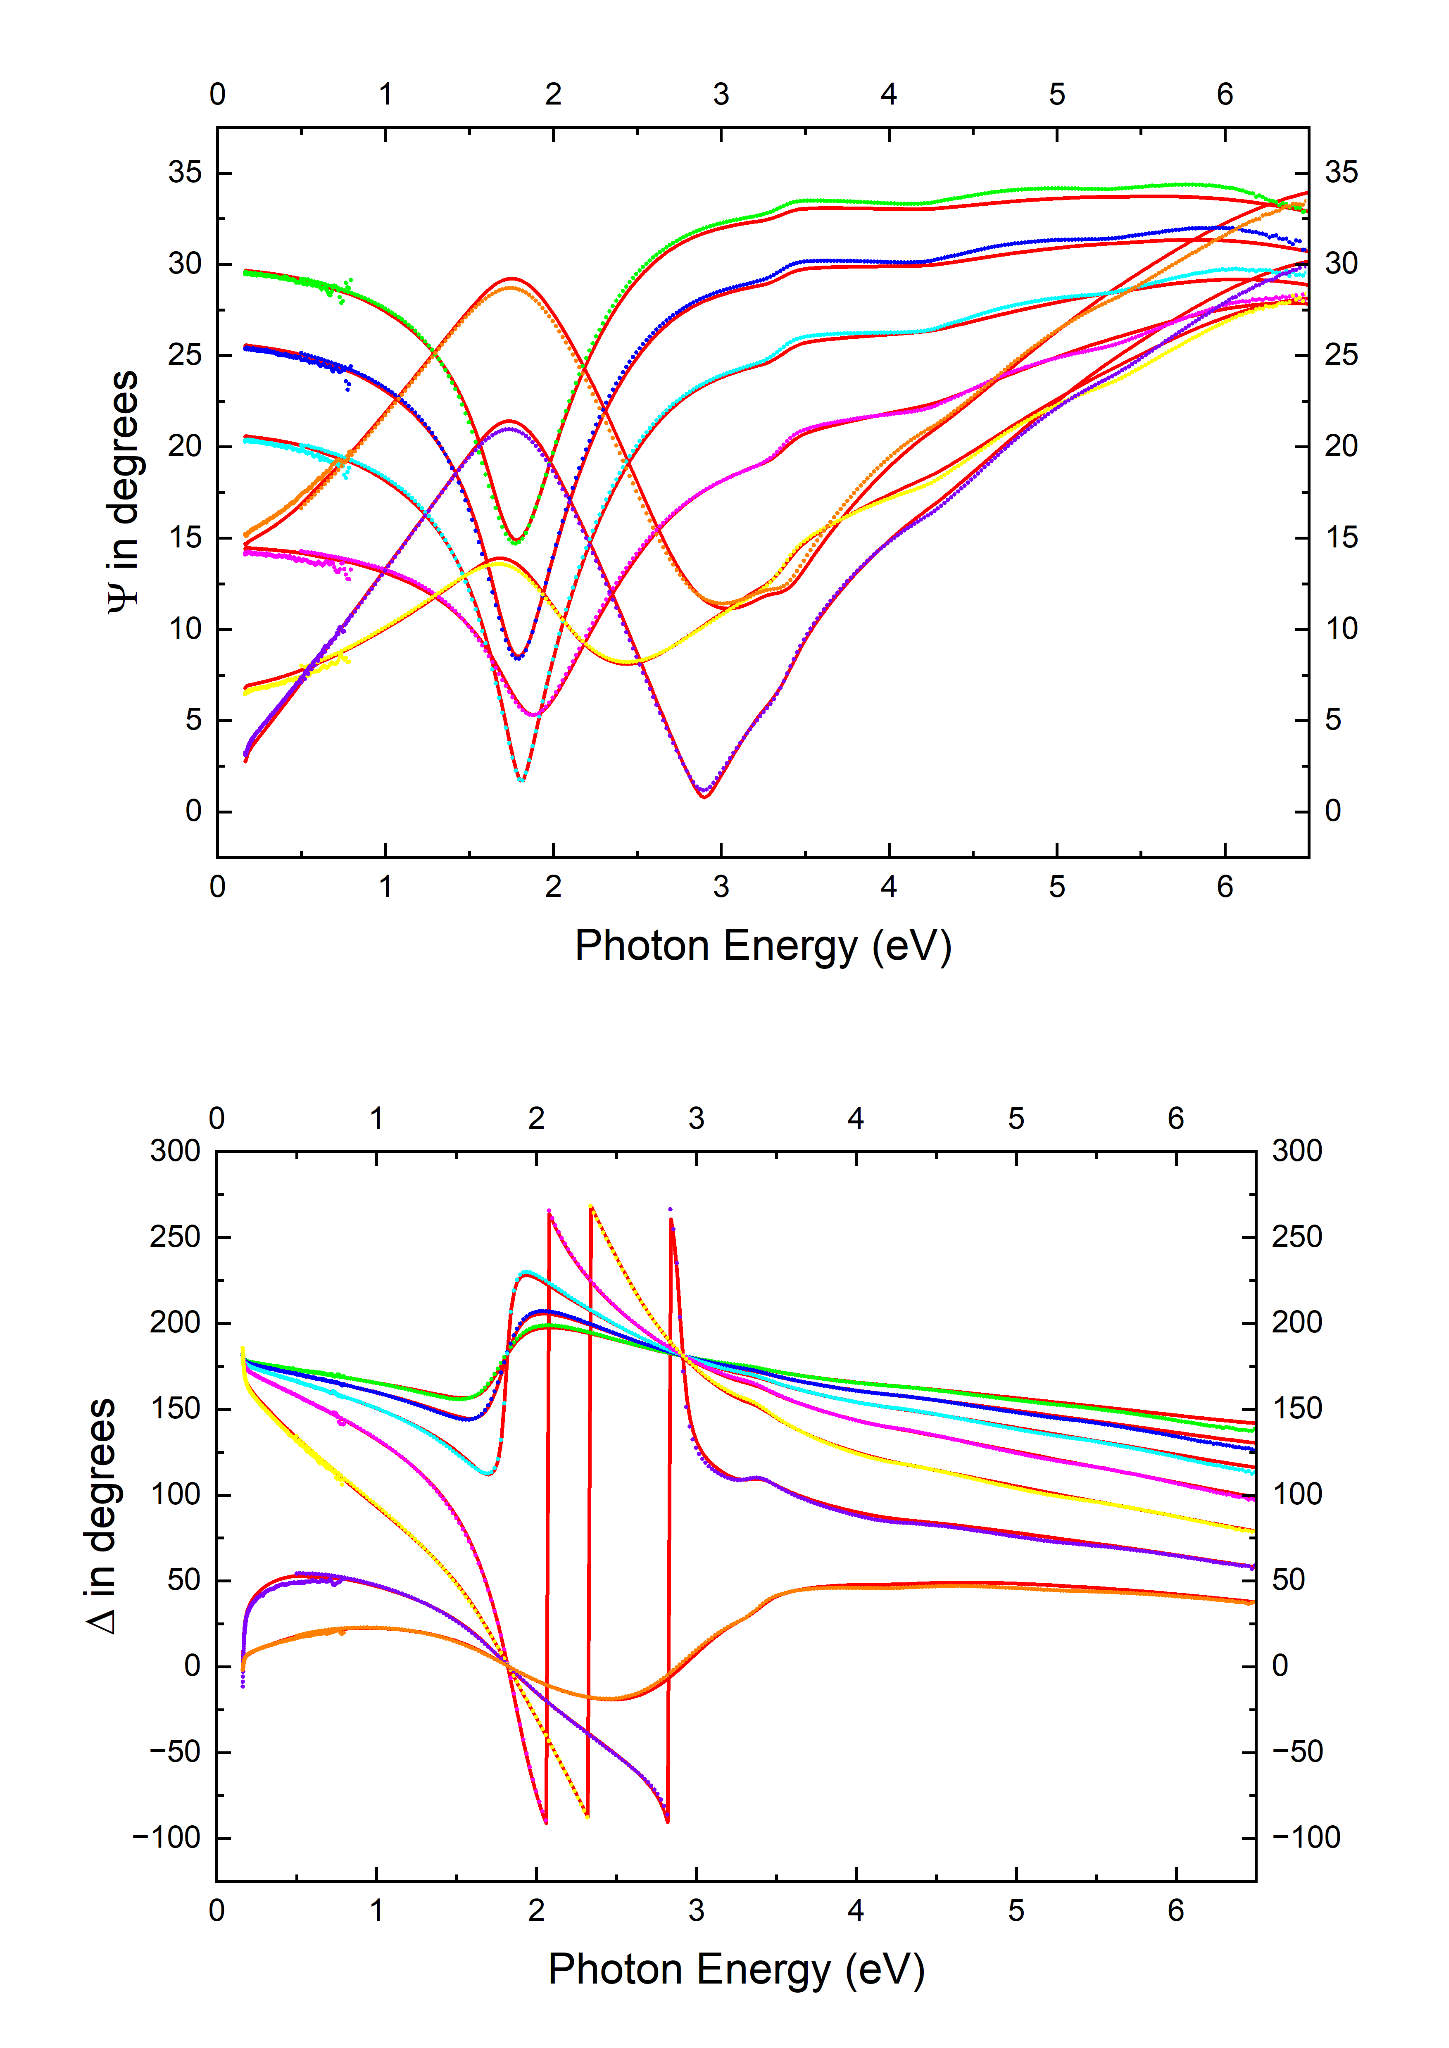 0 1 2 3 4 5 6
35 35
30 30
25 25
20 20
15 15
10 10
5 5
0 0
Ψ in degrees
0 1 2 3 4 5 6
Photon Energy (eV)
0 1 2 3 4 5 6
300 300
250 250
200 200
150 150
100 100
50 50
0 0
−50 −50
−100 −100
Δ in degrees
0 1 2 3 4 5 6
Photon Energy (eV)